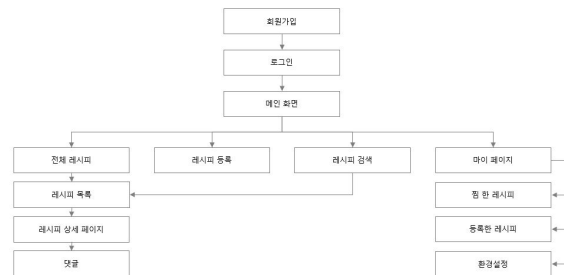 회원가입
로그인
메인 화면
전체 레시피
레시피 등록
레시피 검색
마이 페이지
레시피 목록
찜 한 레시피
레시피 상세 페이지
등록한 레시피
댓글
환경설정